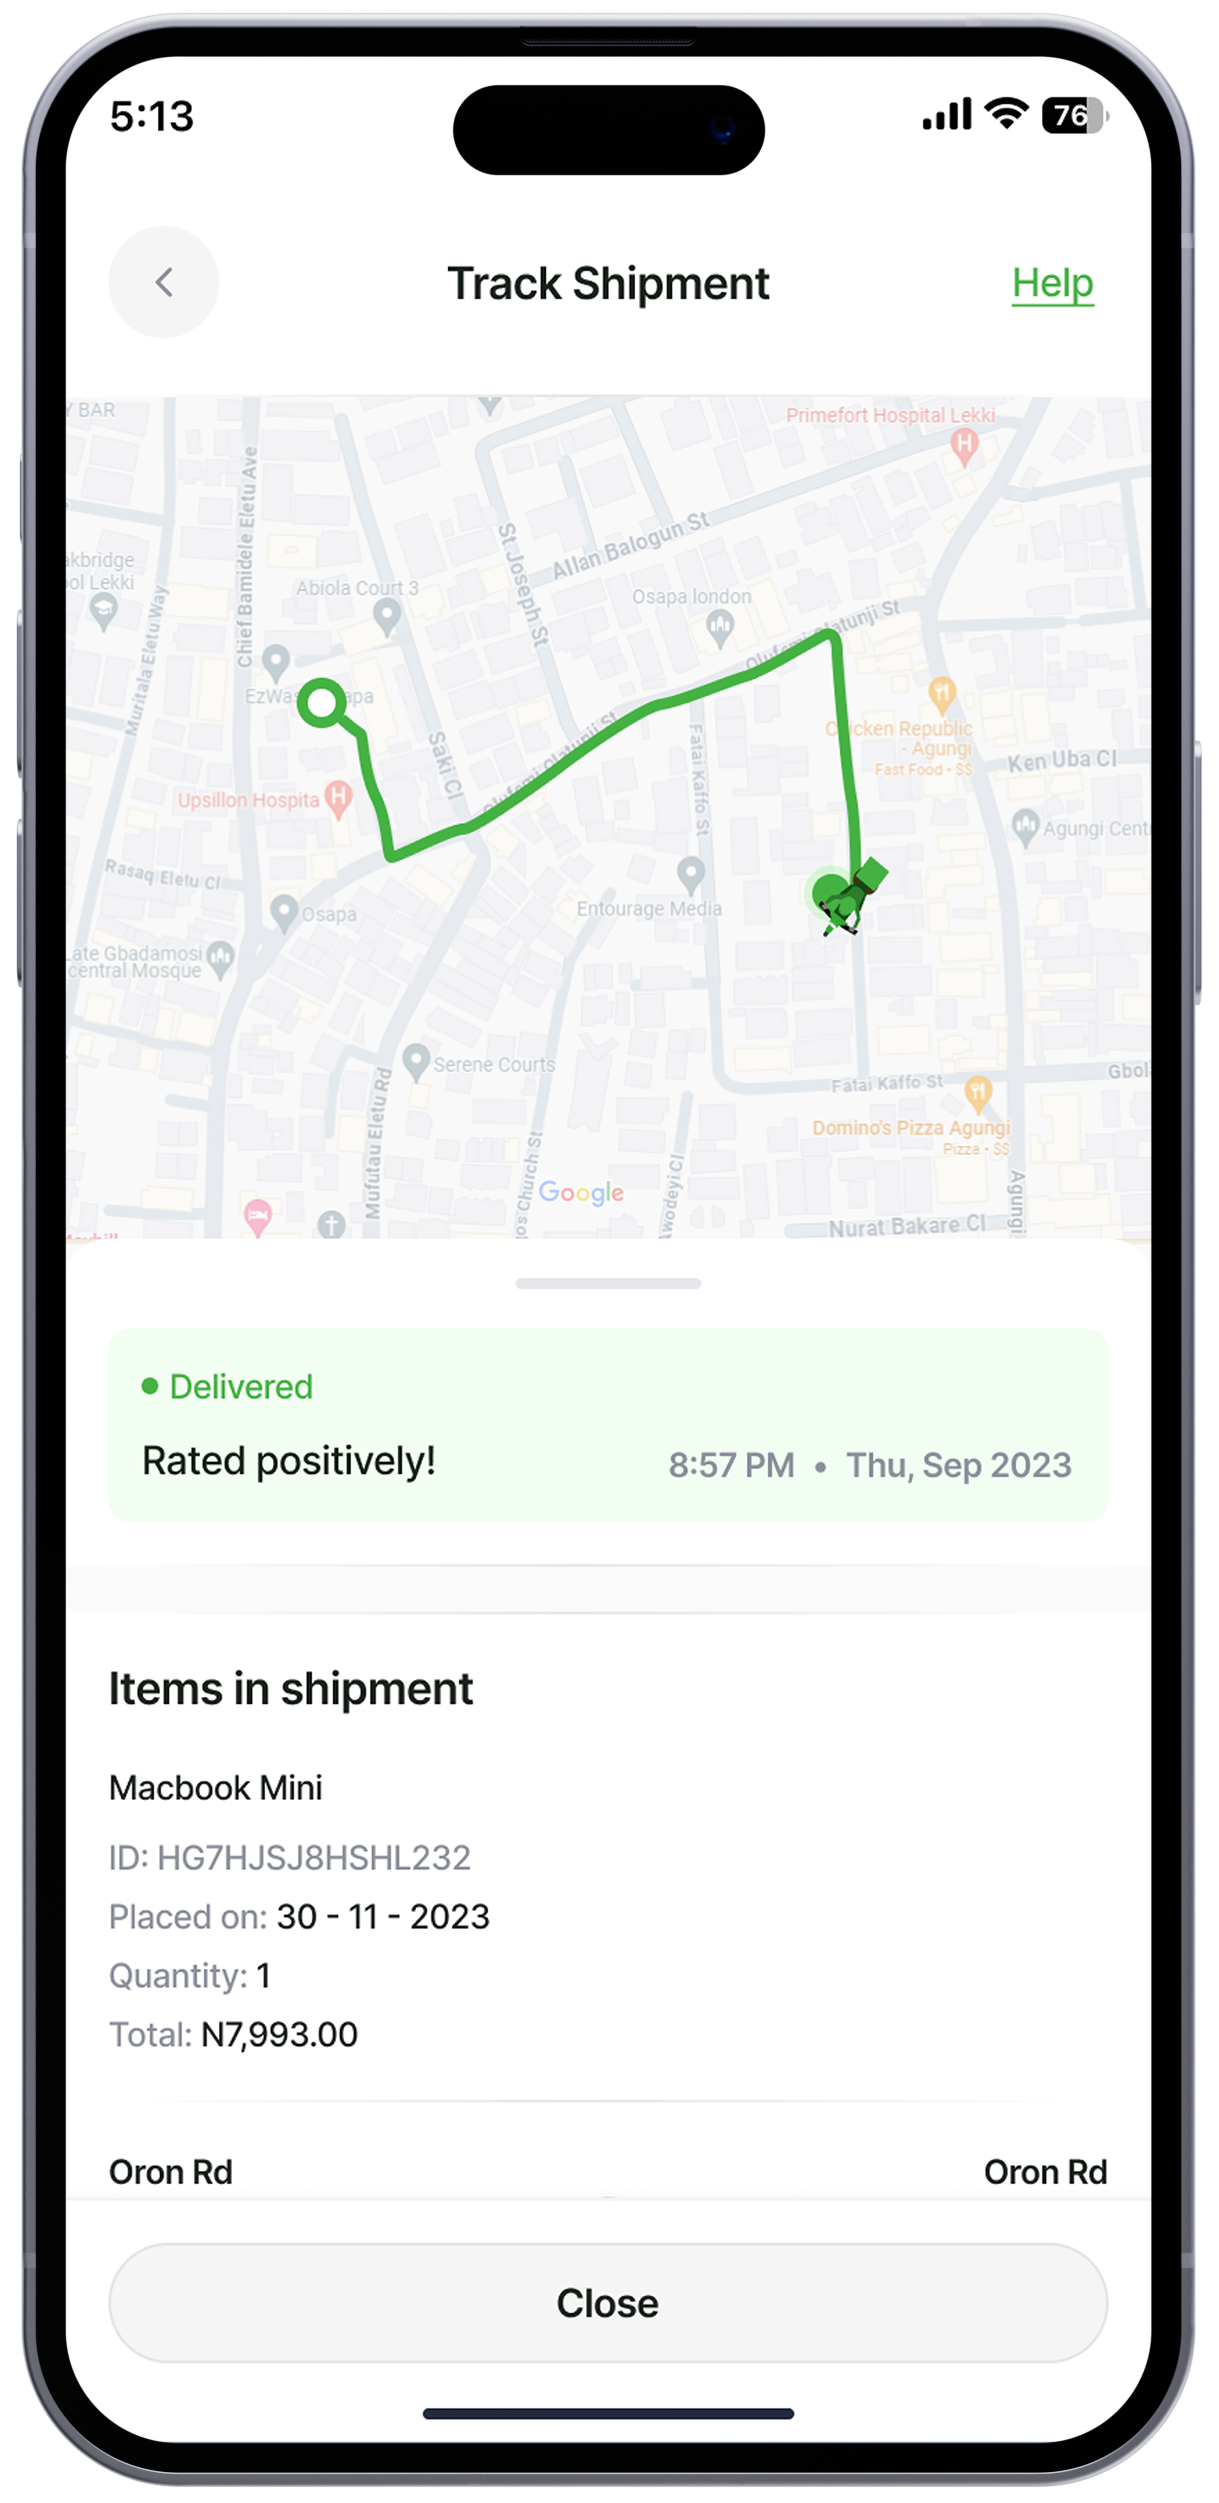 5:13
76
Track Shipment
Help
Y BAR
Primefort Hospital Lekki
Chief Bamidele Eletu Ave
St Joseph St
Allan Balogun St
akbridge
ol Lekki
Abiola Court 3
Osapa london
Muritala Eletu Way
Olufemi Olatunji St
Saki Cl
Olufemi Olatunji St
Fatai Kaffo St
Chicken Republic
- Agungi
Fast Food • $$
Ken Uba Cl
Upsillon Hospita
Agungi Cent
Rasaq Eletu Cl
Osapa
Entourage Media
ate Gbadamosi
central Mosque
Serene Courts
Mufutau Eletu Rd
Fatai Kaffo St
Gbol
Domino's Pizza Agungi
Pizza • $$
os Church St
Awodeyi Cl
Agungi
Google
Nurat Bakare Cl
Delivered
Rated positively!
8:57 PM • Thu, Sep 2023
Items in shipment
Macbook Mini
ID: HG7HJSJ8HSHL232
Placed on: 30 - 11 - 2023
Quantity: 1
Total: N7,993.00
Oron Rd
Oron Rd
Close